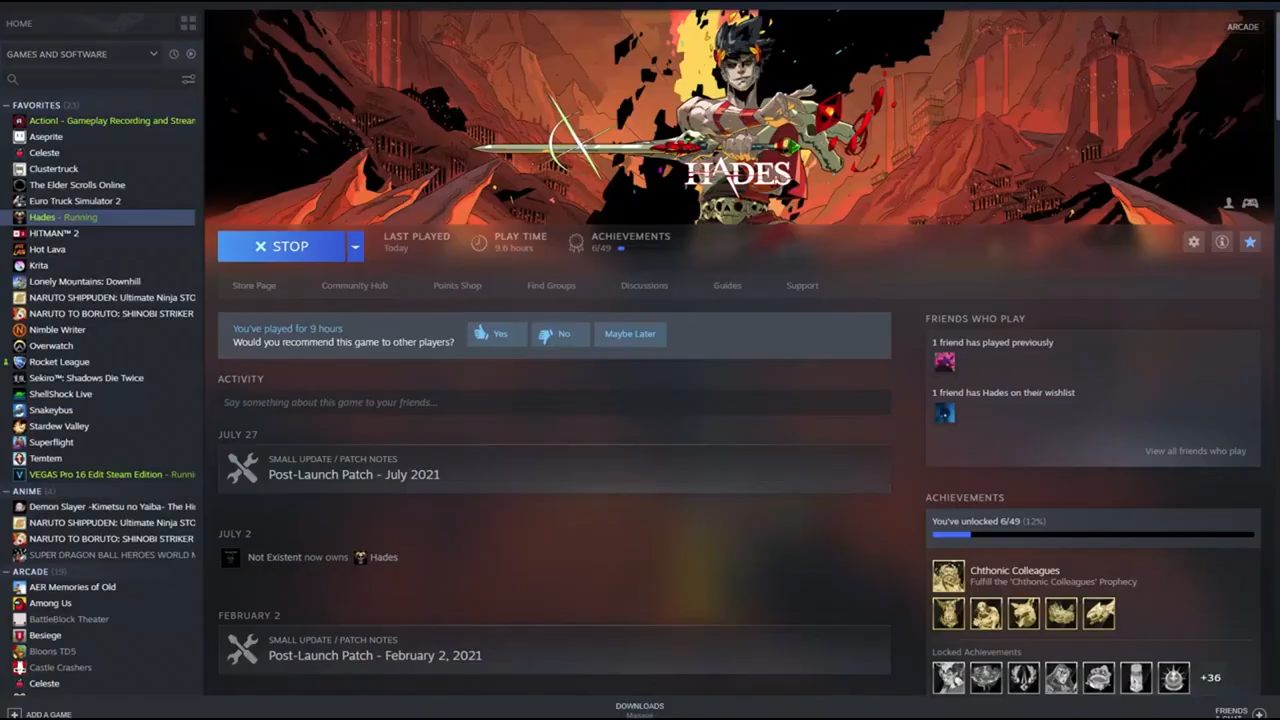 HOME
GAMES AND SOFTWARE
FAVORITES (23)
Action! - Gameplay Recording and Strean
Aseprite
Celeste
Clustertruck
The Elder Scrolls Online
Euro Truck Simulator 2
Hades - Running
HITMAN™ 2
Hot Lava
Krita
Lonely Mountains: Downhill
NARUTO SHIPPUDEN: Ultimate Ninja STO
NARUTO TO BORUTO: SHINOBI STRIKER
Nimble Writer
Overwatch
Rocket League
Sekiro™: Shadows Die Twice
ShellShock Live
Snakeybus
Stardew Valley
Superflight
Temtem
VEGAS Pro 16 Edit Steam Edition - Runni
ANIME (4)
Demon Slayer -Kimetsu no Yaiba- The Hi
NARUTO SHIPPUDEN: Ultimate Ninja STO
NARUTO TO BORUTO: SHINOBI STRIKER
SUPER DRAGON BALL HEROES WORLD M
ARCADE (19)
AER Memories of Old
Among Us
BattleBlock Theater
Besiege
Bloons TD5
Castle Crashers
Celeste
ADD A GAME
ARCADE
HADES
STOP
LAST PLAYED
Today
PLAY TIME
9.6 hours
ACHIEVEMENTS
6/49
Store Page
Community Hub
Points Shop
Find Groups
Discussions
Guides
Support
You've played for 9 hours
Would you recommend this game to other players?
Yes
No
Maybe Later
ACTIVITY
Say something about this game to your friends...
JULY 27
SMALL UPDATE / PATCH NOTES
Post-Launch Patch - July 2021
JULY 2
Not Existent now owns Hades
FEBRUARY 2
SMALL UPDATE / PATCH NOTES
Post-Launch Patch - February 2, 2021
FRIENDS WHO PLAY
1 friend has played previously
1 friend has Hades on their wishlist
View all friends who play
ACHIEVEMENTS
You've unlocked 6/49 (12%)
Chthonic Colleagues
Fulfill the 'Chthonic Colleagues' Prophecy
Locked Achievements
+36
DOWNLOADS
Manage
FRIENDS
& CHAT